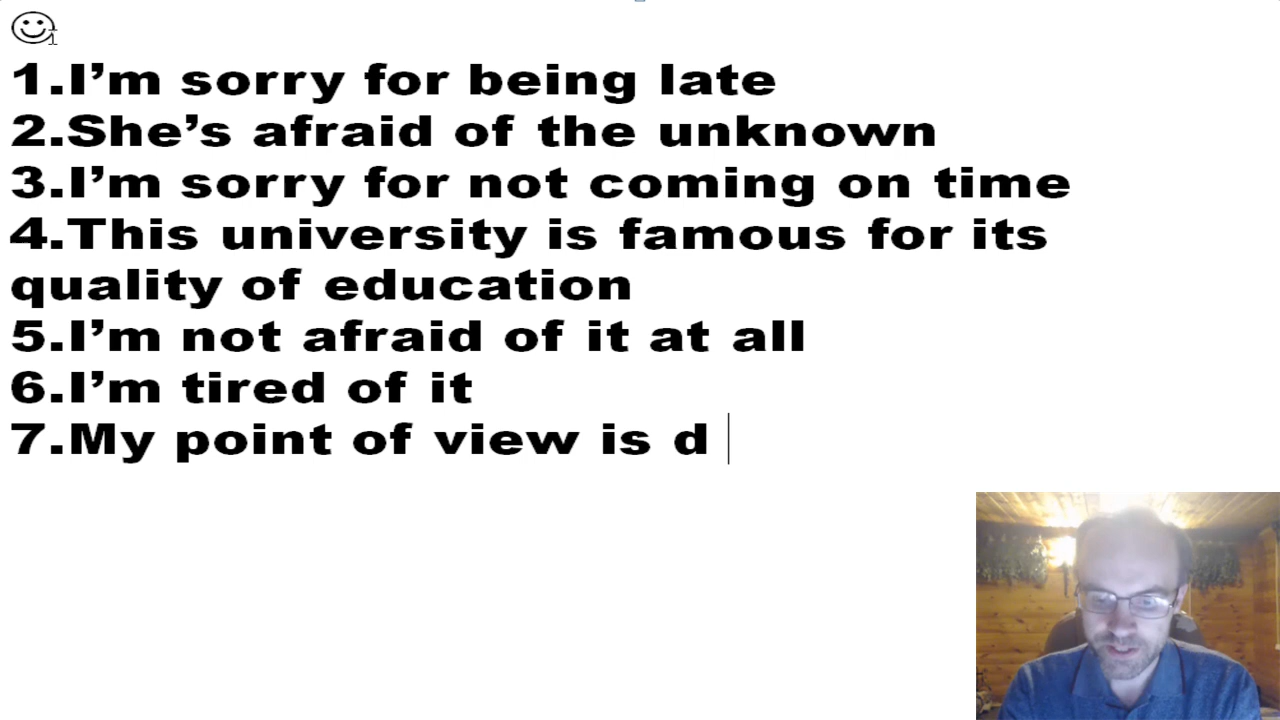 1.I’m sorry for being late
2.She’s afraid of the unknown
3.I’m sorry for not coming on time
4.This university is famous for its
quality of education
5.I’m not afraid of it at all
6.I’m tired of it
7.My point of view is d